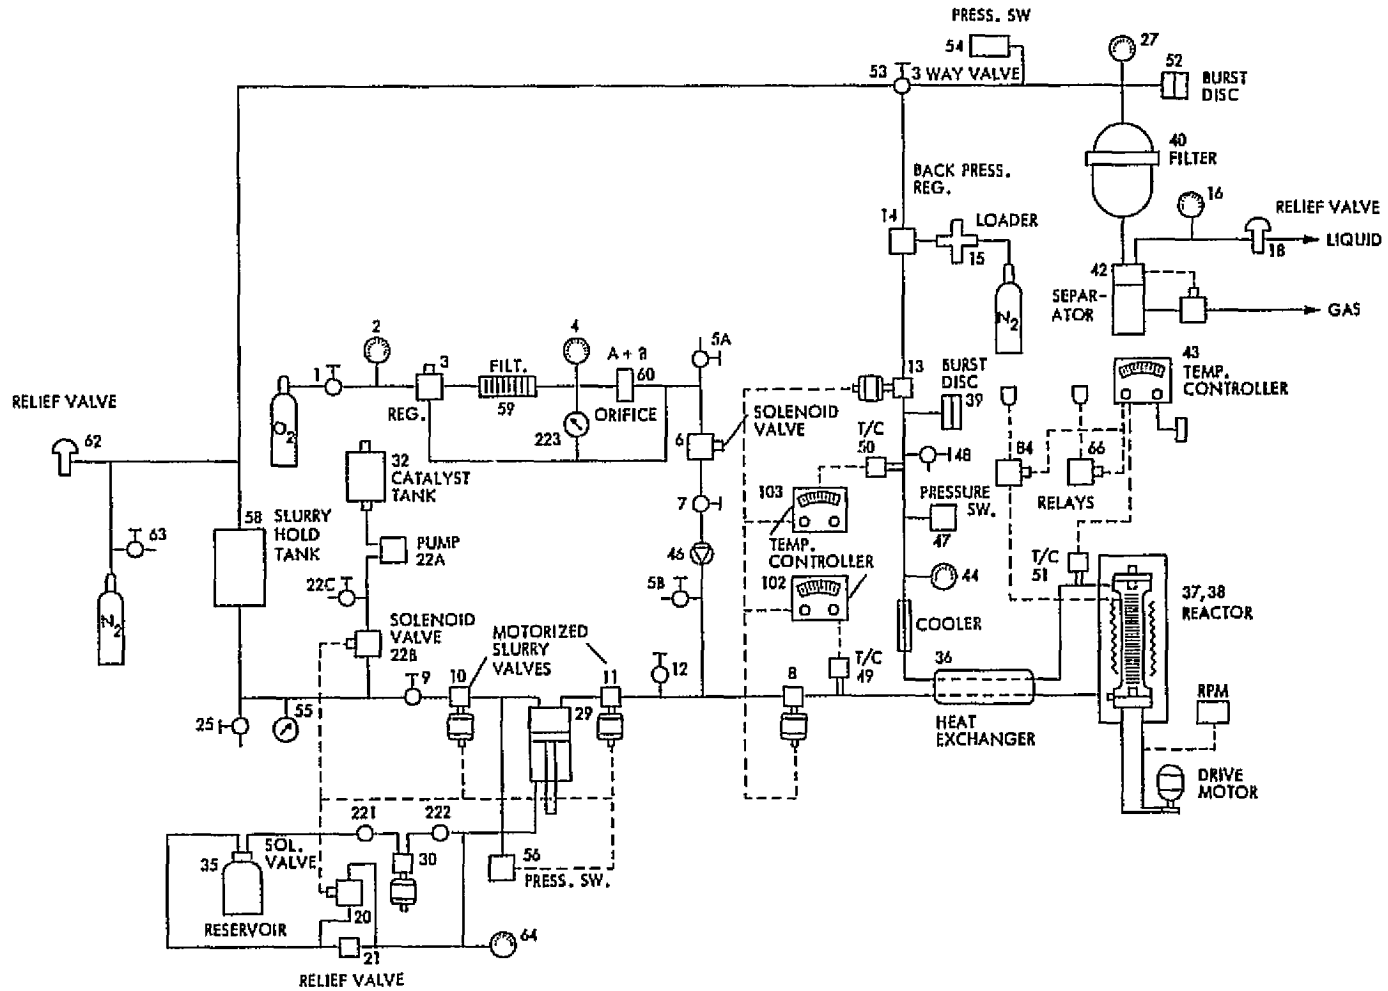 PRESS. SW
54
27
52
53
3 WAY VALVE
BURST
DISC
40
FILTER
BACK PRESS.
REG.
16
RELIEF VALVE
14
LOADER
15
18
LIQUID
42
SEPAR-
ATOR
N2
GAS
2
4
5A
1
3
FILT.
A + B
60
59
REG.
ORIFICE
223
O2
13
BURST
DISC
39
43
TEMP.
CONTROLLER
RELIEF VALVE
62
6
SOLENOID
VALVE
T/C
50
48
84
66
RELAYS
32
CATALYST
TANK
103
PRESSURE
SW.
47
7
58
SLURRY
HOLD
TANK
63
PUMP
22A
46
TEMP.
CONTROLLER
102
T/C
51
44
N2
22C
5B
37,38
REACTOR
SOLENOID
VALVE
22B
MOTORIZED
SLURRY
VALVES
COOLER
9
10
11
12
8
T/C
49
36
HEAT
EXCHANGER
RPM
25
55
29
DRIVE
MOTOR
221
222
SOL.
VALVE
35
30
56
PRESS. SW.
RESERVOIR
20
21
64
RELIEF VALVE